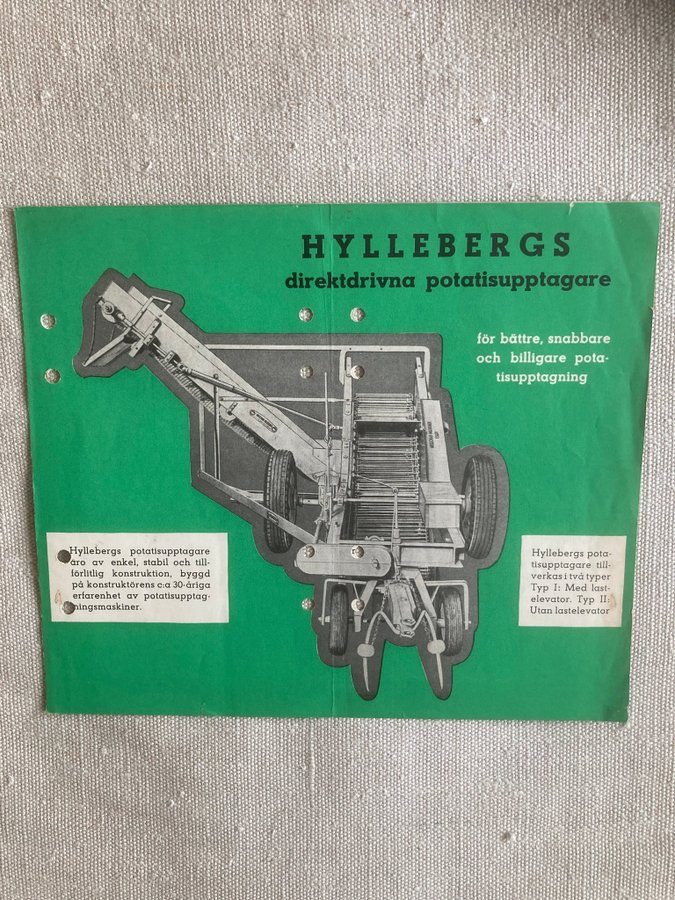 HYLLEBERGS
direktdrivna potatisupptagare
för bättre, snabbare
och billigare pota-
tisupptagning
Hyllebergs potatisupptagare
äro av enkel, stabil och till-
förlitlig konstruktion, byggd
på konstruktörens c:a 30-åriga
erfarenhet av potatisupptag-
ningsmaskiner.
Hyllebergs pota-
tisupptagare till-
verkas i två typer
Typ I: Med last-
elevator. Typ II:
Utan lastelevator